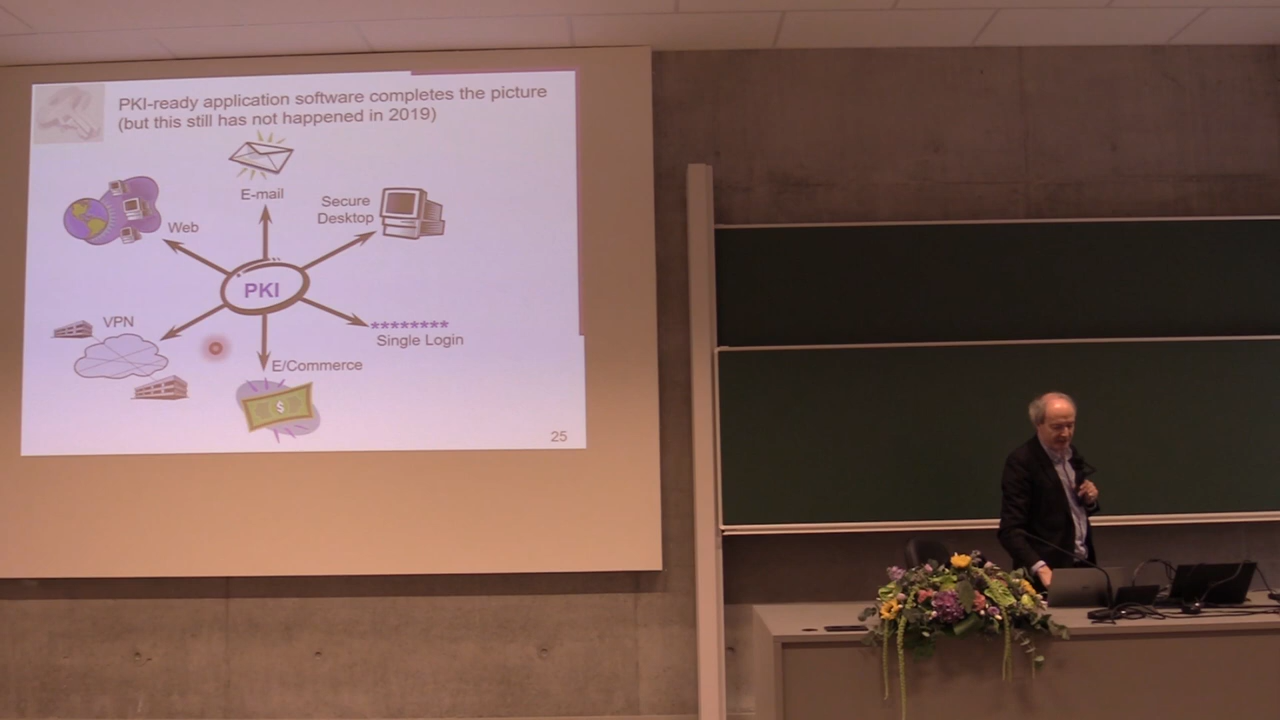 PKI-ready application software completes the picture
(but this still has not happened in 2019)
E-mail
Secure
Desktop
Web
PKI
VPN
********
Single Login
E/Commerce
$
25